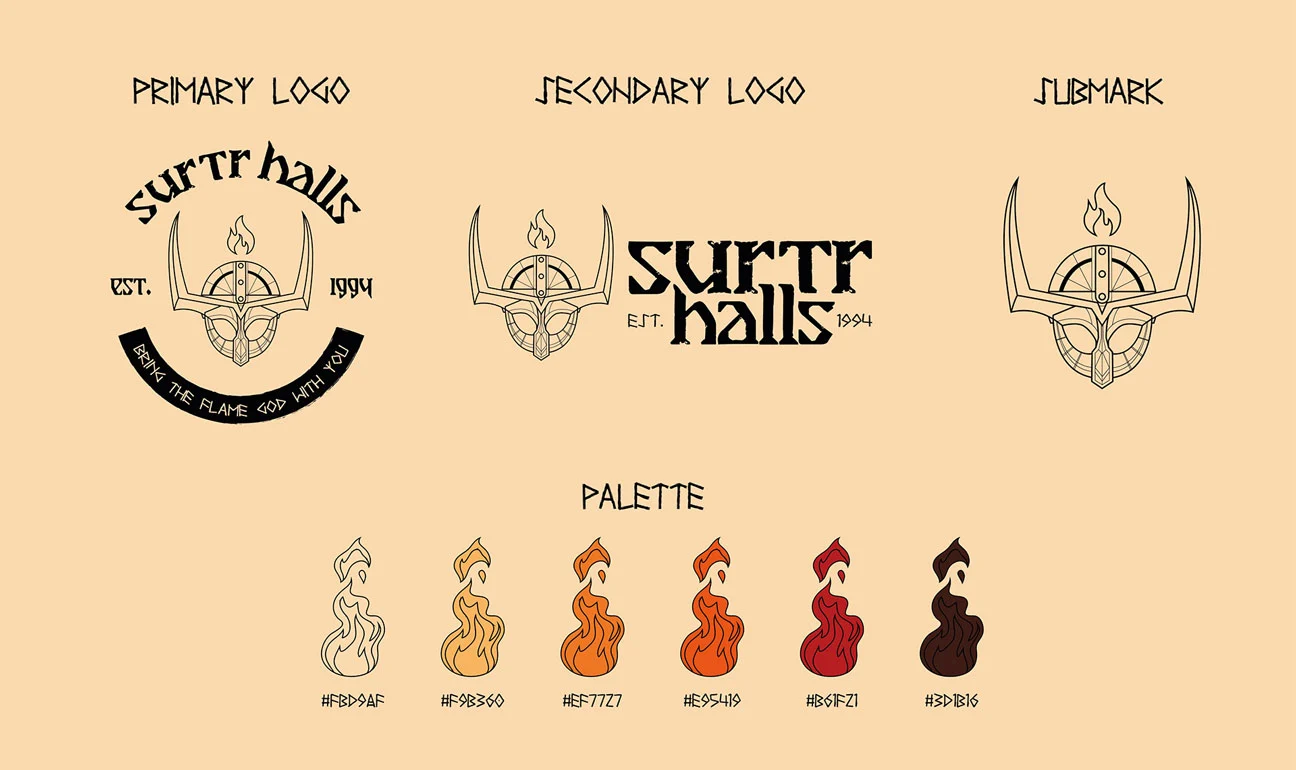 PRIMARY LOGO
SECONDARY LOGO
SUBMARK
surtr halls
EST.
1994
BRING THE FLAME GOD WITH YOU
surtr
halls
EST.
1994
PALETTE
#FBD9AF
#F9B360
#EF7727
#E95419
#B61F21
#3D1B16